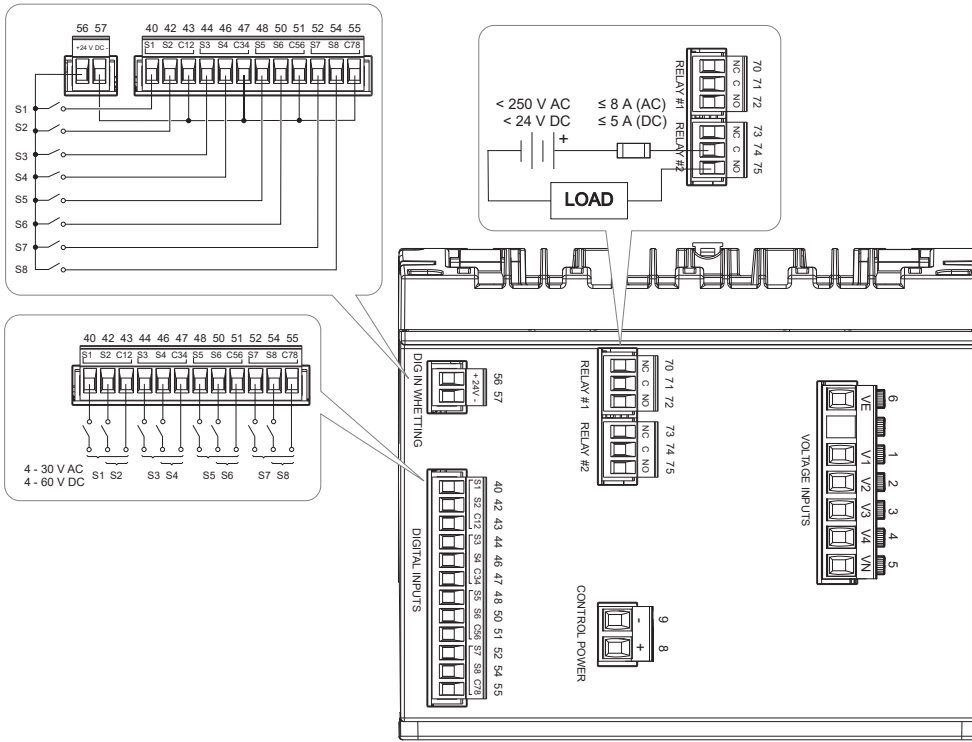 56 57
+24 V DC -
40 42 43 44 46 47 48 50 51 52 54 55
S1 S2 C12 S3 S4 C34 S5 S6 C56 S7 S8 C78
S1
S2
S3
S4
S5
S6
S7
S8
< 250 V AC
< 24 V DC
≤ 8 A (AC)
≤ 5 A (DC)
+
LOAD
RELAY #1
NC C NO
70 71 72
RELAY #2
NC C NO
73 74 75
40 42 43 44 46 47 48 50 51 52 54 55
S1 S2 C12 S3 S4 C34 S5 S6 C56 S7 S8 C78
4 - 30 V AC
4 - 60 V DC
S1 S2 S3 S4 S5 S6 S7 S8
DIG IN WHETTING
+ 24V -
56 57
DIGITAL INPUTS
S1 S2 C12 S3 S4 C34 S5 S6 C56 S7 S8 C78
40 42 43 44 46 47 48 50 51 52 54 55
RELAY #1
NC C NO
70 71 72
RELAY #2
NC C NO
73 74 75
CONTROL POWER
- +
9 8
VOLTAGE INPUTS
VE V1 V2 V3 V4 VN
6 1 2 3 4 5